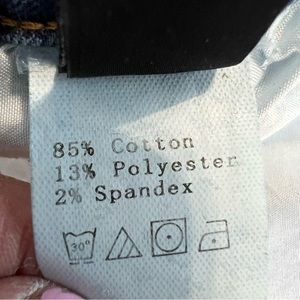 85% Cotton
13% Polyester
2% Spandex
30°